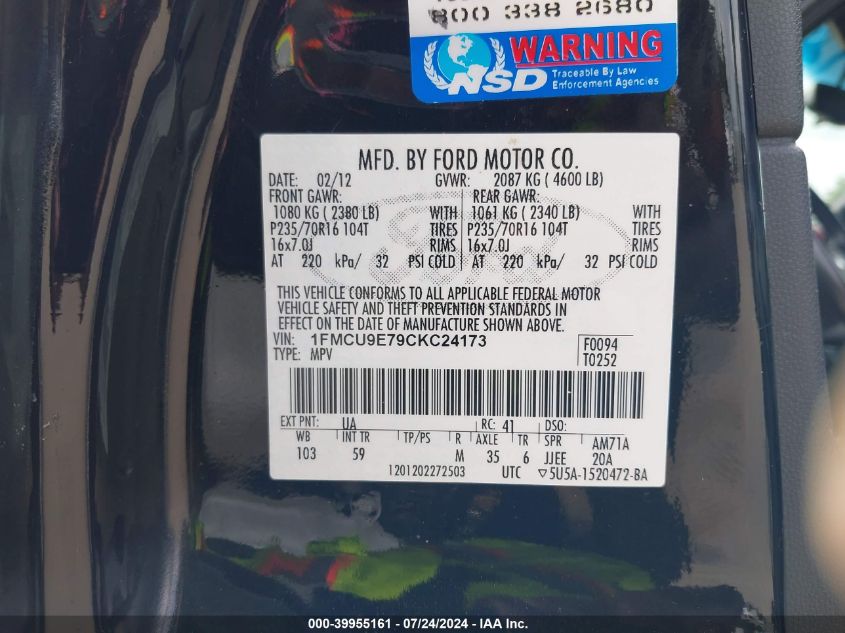 800 338 2680
NSD WARNING
Traceable By Law
Enforcement Agencies
MFD. BY FORD MOTOR CO.
DATE: 02/12 GVWR: 2087 KG ( 4600 LB)
FRONT GAWR: REAR GAWR:
1080 KG ( 2380 LB) WITH 1061 KG ( 2340 LB) WITH
P235/70R16 104T TIRES P235/70R16 104T TIRES
16x7.0J RIMS 16x7.0J RIMS
AT 220 kPa/ 32 PSI COLD AT 220 kPa/ 32 PSI COLD
THIS VEHICLE CONFORMS TO ALL APPLICABLE FEDERAL MOTOR
VEHICLE SAFETY AND THEFT PREVENTION STANDARDS IN
EFFECT ON THE DATE OF MANUFACTURE SHOWN ABOVE.
VIN: 1FMCU9E79CKC24173 F0094
TYPE: MPV T0252
EXT PNT: UA RC: 41 DSO:
WB INT TR TP/PS R AXLE TR SPR AM71A
103 59 M 35 6 JJEE 20A
1201202272503 UTC ▽5U5A-1520472-BA
000-39955161 - 07/24/2024 - IAA Inc.